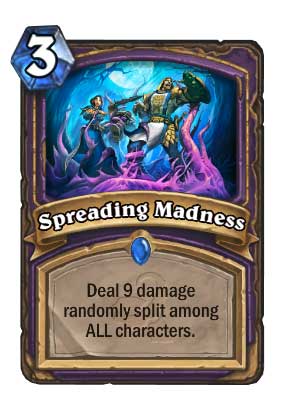 3
Spreading Madness
Deal 9 damage
randomly split among
ALL characters.